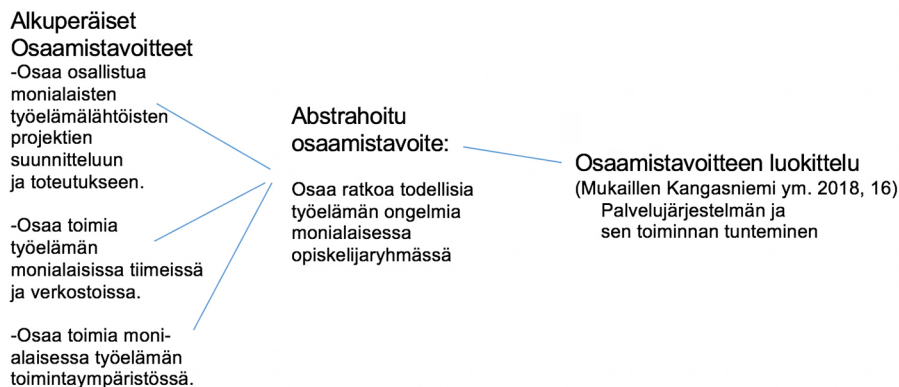 Alkuperäiset
Osaamistavoitteet
-Osaa osallistua
monialaisten
työelämälähtöisten
projektien
suunnitteluun
ja toteutukseen.
-Osaa toimia
työelämän
monialaisissa tiimeissä
ja verkostoissa.
-Osaa toimia moni-
alaisessa työelämän
toimintaympäristössä.
Abstrahoitu
osaamistavoite:
Osaa ratkoa todellisia
työelämän ongelmia
monialaisessa
opiskelijaryhmässä
Osaamistavoitteen luokittelu
(Mukaillen Kangasniemi ym. 2018, 16)
Palvelujärjestelmän ja
sen toiminnan tunteminen